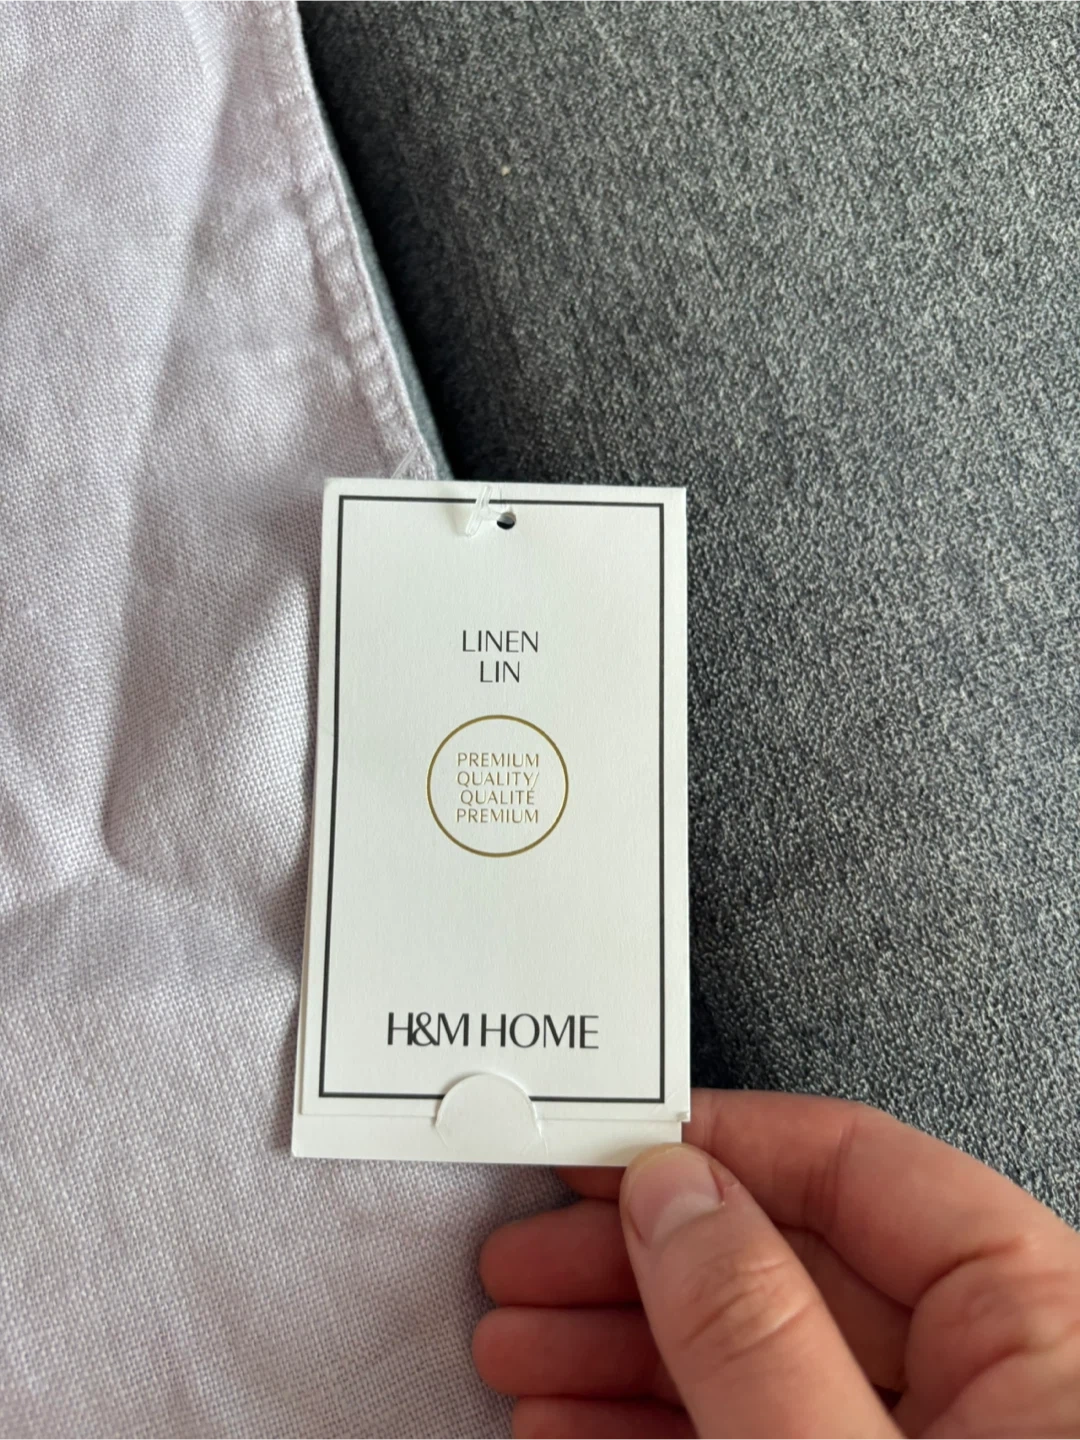 LINEN
LIN
PREMIUM
QUALITY/
QUALITÉ
PREMIUM
H&M HOME